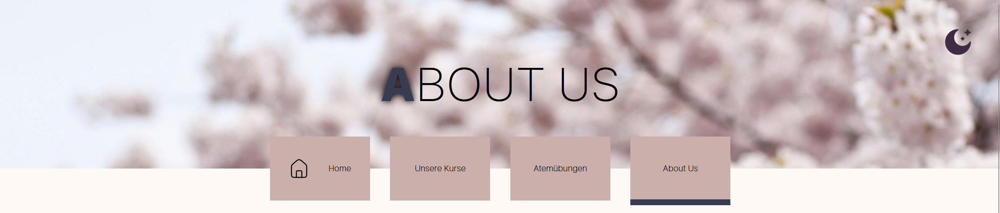 ABOUT US
Home
Unsere Kurse
Atemübungen
About Us